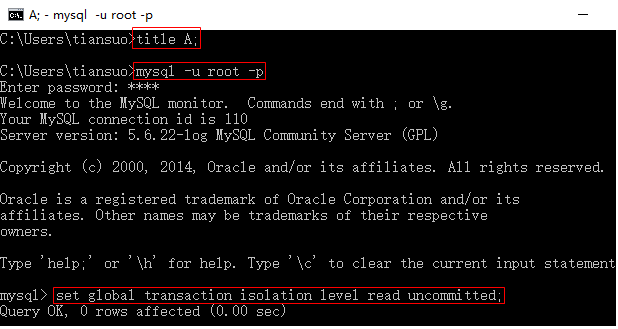 A; - mysql -u root -p
C:\Users\tiansuo>title A;
C:\Users\tiansuo>mysql -u root -p
Enter password: ****
Welcome to the MySQL monitor.  Commands end with ; or \g.
Your MySQL connection id is 110
Server version: 5.6.22-log MySQL Community Server (GPL)
Copyright (c) 2000, 2014, Oracle and/or its affiliates. All rights reserved.
Oracle is a registered trademark of Oracle Corporation and/or its
affiliates. Other names may be trademarks of their respective
owners.
Type 'help;' or '\h' for help. Type '\c' to clear the current input statement
mysql> set global transaction isolation level read uncommitted;
Query OK, 0 rows affected (0.00 sec)